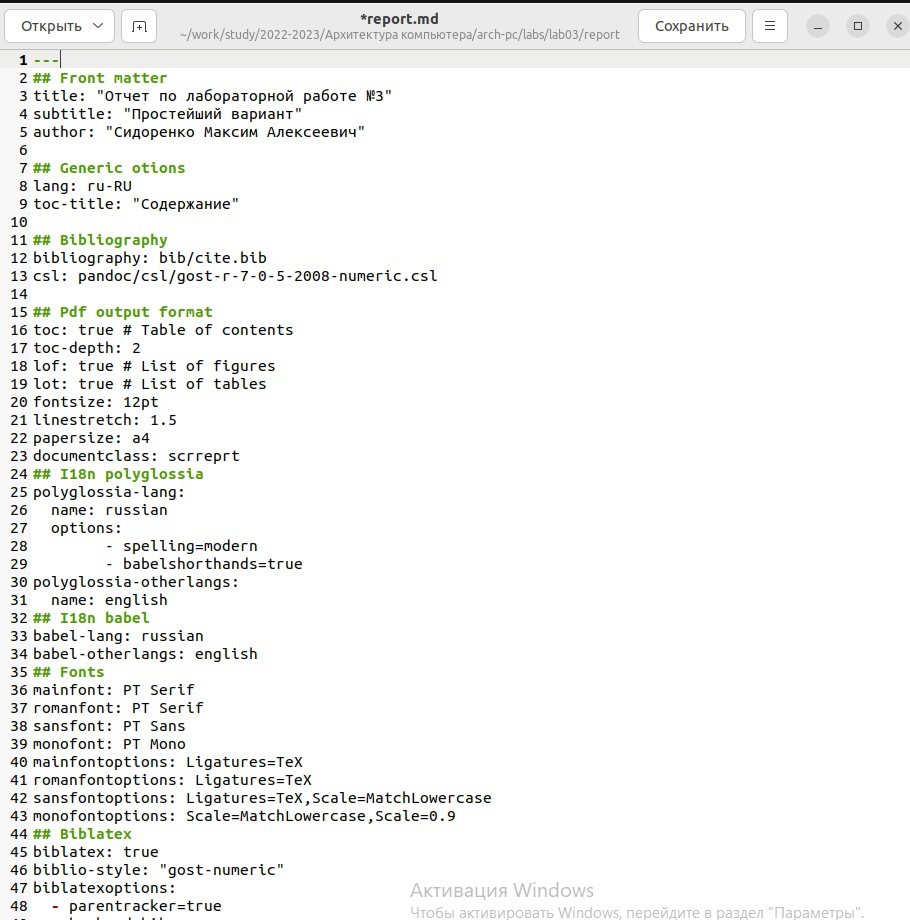 Открыть
*report.md
~/work/study/2022-2023/Архитектура компьютера/arch-pc/labs/lab03/report
Сохранить
1 ---
2 ## Front matter
3 title: "Отчет по лабораторной работе №3"
4 subtitle: "Простейший вариант"
5 author: "Сидоренко Максим Алексеевич"
6
7 ## Generic otions
8 lang: ru-RU
9 toc-title: "Содержание"
10
11 ## Bibliography
12 bibliography: bib/cite.bib
13 csl: pandoc/csl/gost-r-7-0-5-2008-numeric.csl
14
15 ## Pdf output format
16 toc: true # Table of contents
17 toc-depth: 2
18 lof: true # List of figures
19 lot: true # List of tables
20 fontsize: 12pt
21 linestretch: 1.5
22 papersize: a4
23 documentclass: scrreprt
24 ## I18n polyglossia
25 polyglossia-lang:
26   name: russian
27   options:
28         - spelling=modern
29         - babelshorthands=true
30 polyglossia-otherlangs:
31   name: english
32 ## I18n babel
33 babel-lang: russian
34 babel-otherlangs: english
35 ## Fonts
36 mainfont: PT Serif
37 romanfont: PT Serif
38 sansfont: PT Sans
39 monofont: PT Mono
40 mainfontoptions: Ligatures=TeX
41 romanfontoptions: Ligatures=TeX
42 sansfontoptions: Ligatures=TeX,Scale=MatchLowercase
43 monofontoptions: Scale=MatchLowercase,Scale=0.9
44 ## Biblatex
45 biblatex: true
46 biblio-style: "gost-numeric"
47 biblatexoptions:
48   - parentracker=true
Активация Windows
Чтобы активировать Windows, перейдите в раздел "Параметры".